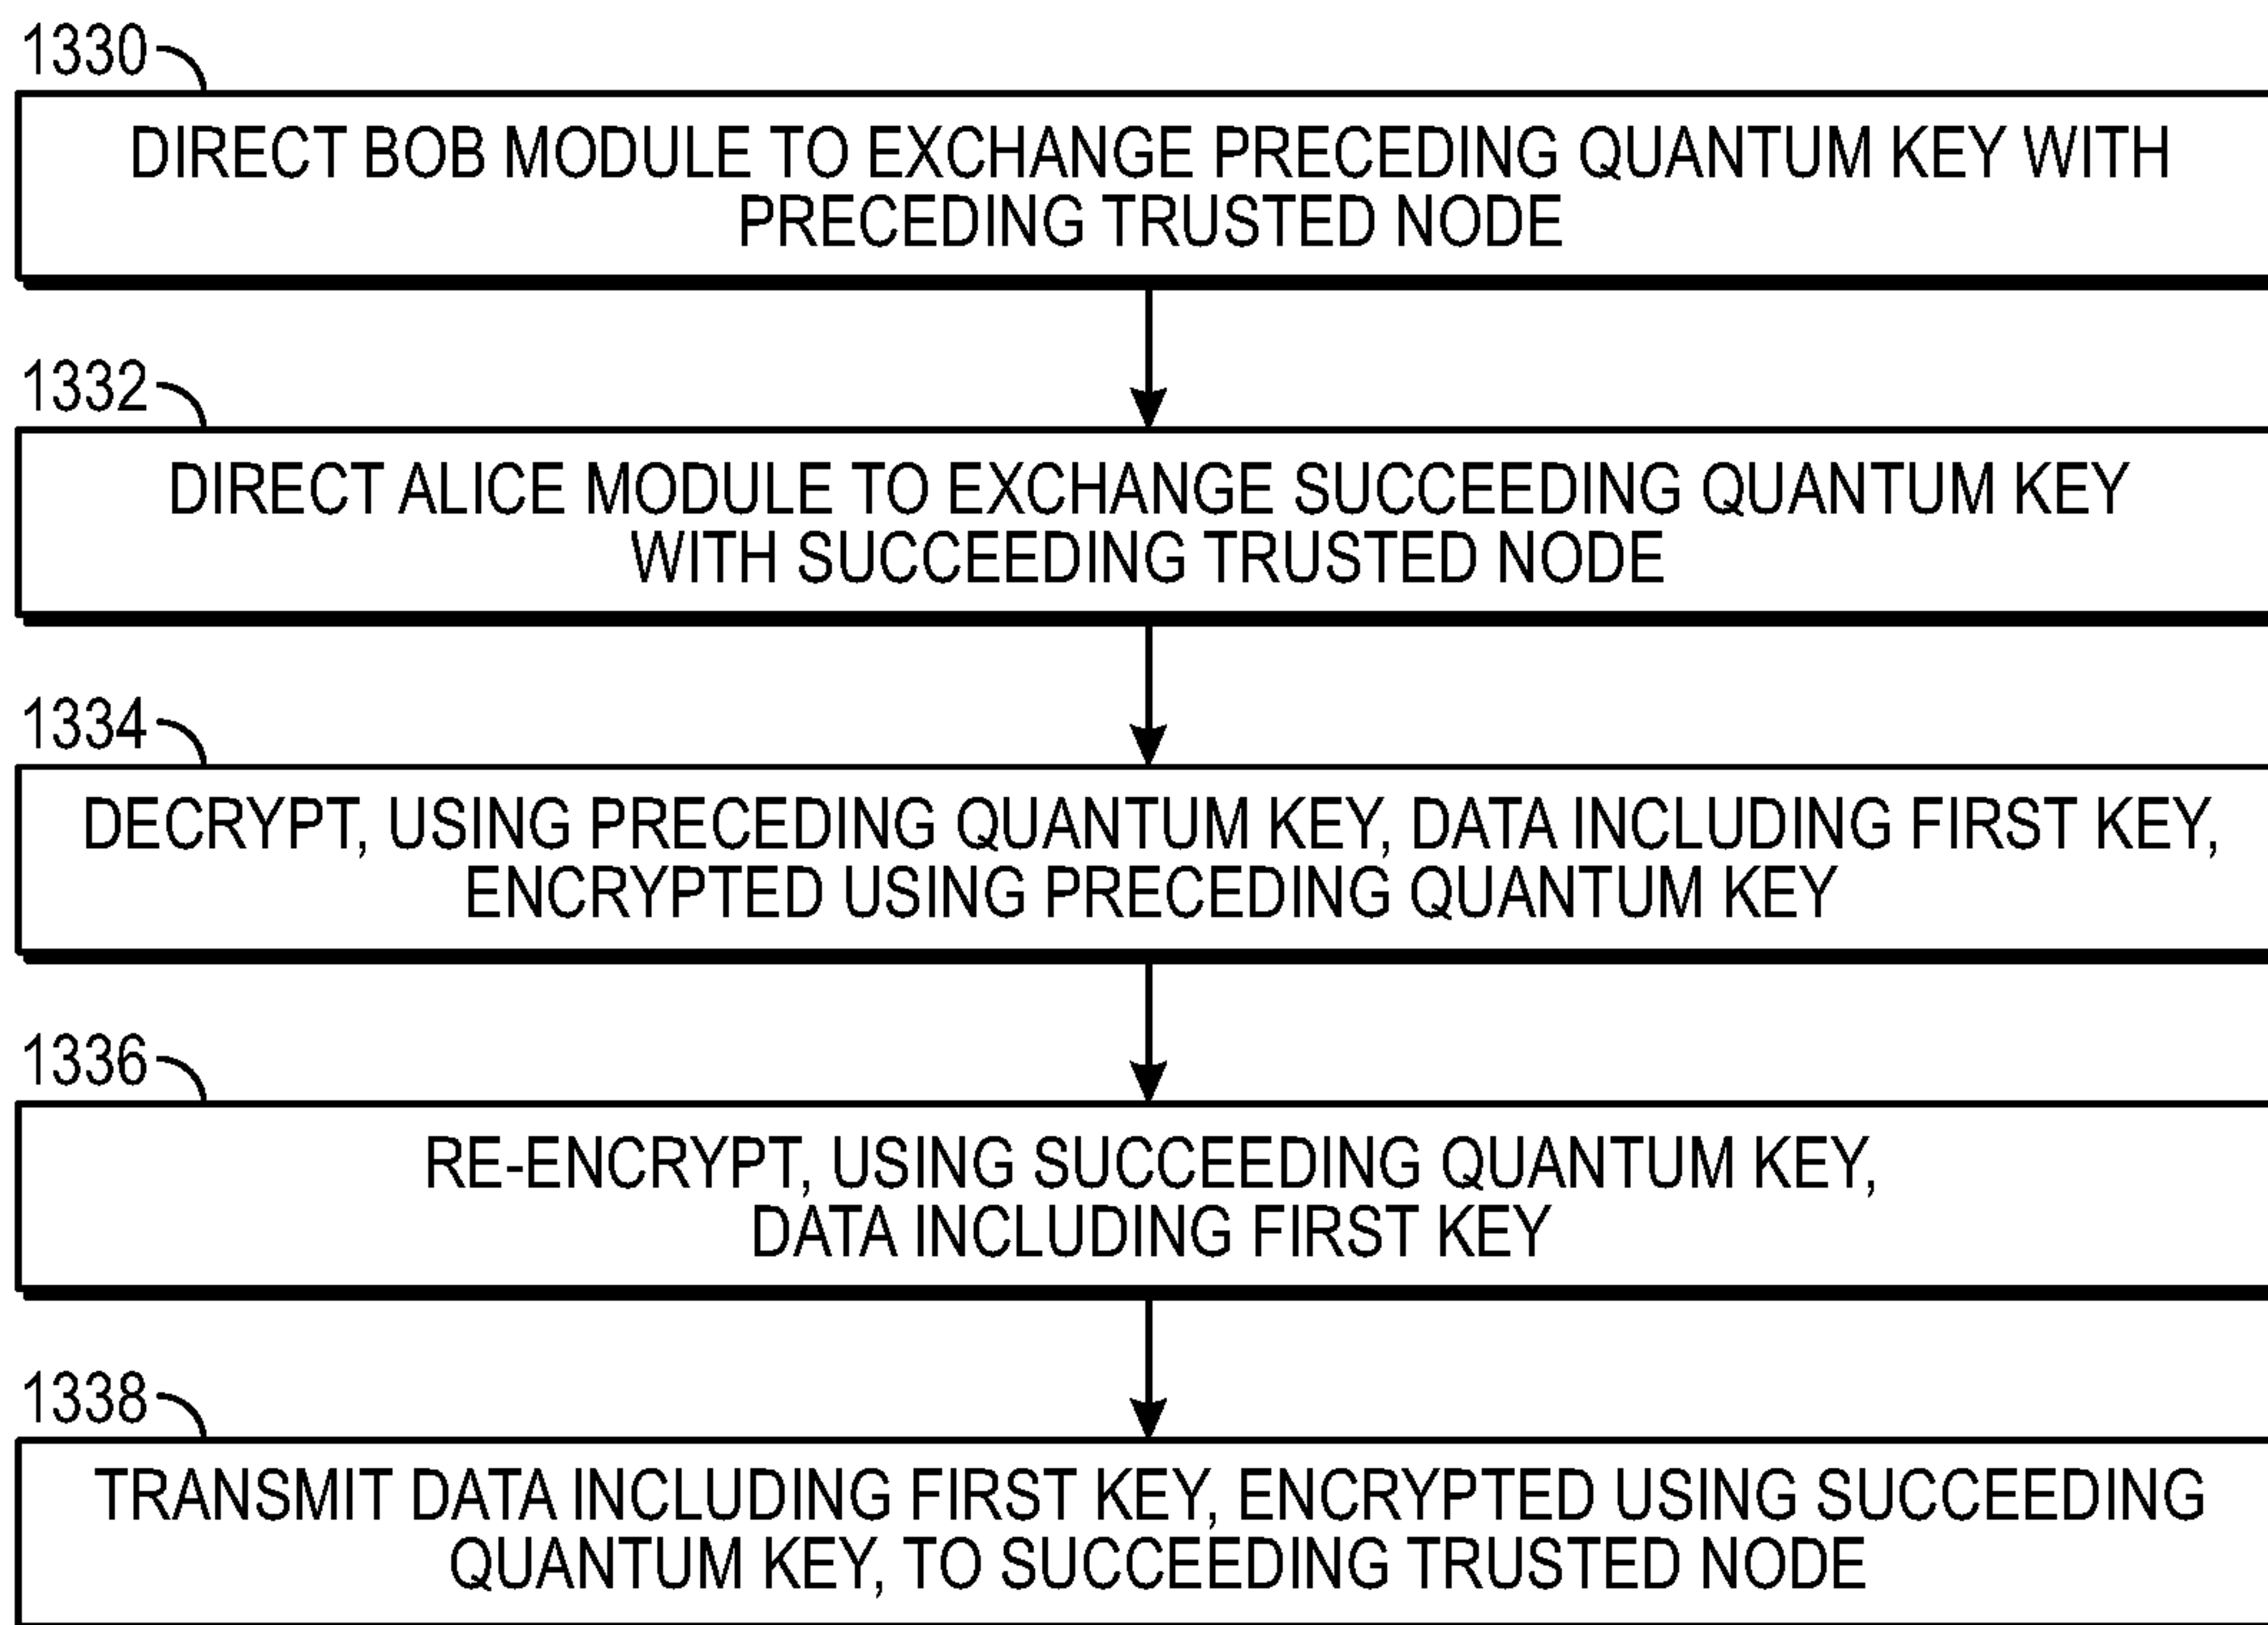 1330
DIRECT BOB MODULE TO EXCHANGE PRECEDING QUANTUM KEY WITH
PRECEDING TRUSTED NODE
1332
DIRECT ALICE MODULE TO EXCHANGE SUCCEEDING QUANTUM KEY
WITH SUCCEEDING TRUSTED NODE
1334
DECRYPT, USING PRECEDING QUANTUM KEY, DATA INCLUDING FIRST KEY,
ENCRYPTED USING PRECEDING QUANTUM KEY
1336
RE-ENCRYPT, USING SUCCEEDING QUANTUM KEY,
DATA INCLUDING FIRST KEY
1338
TRANSMIT DATA INCLUDING FIRST KEY, ENCRYPTED USING SUCCEEDING
QUANTUM KEY, TO SUCCEEDING TRUSTED NODE